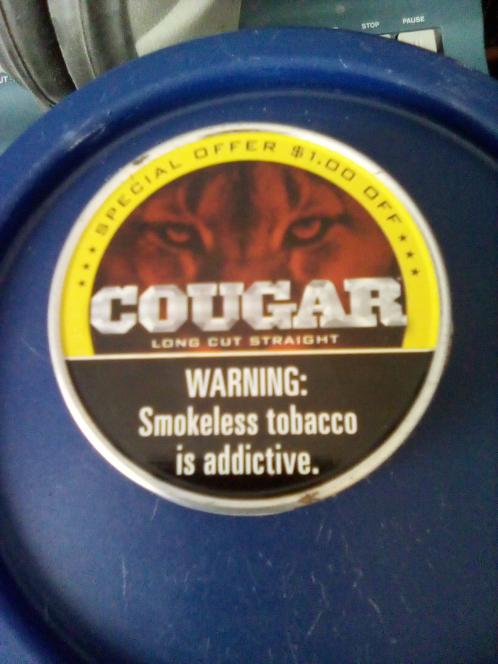 STOP PAUSE
SPECIAL OFFER $1.00 OFF
COUGAR
LONG CUT STRAIGHT
WARNING:
Smokeless tobacco
is addictive.